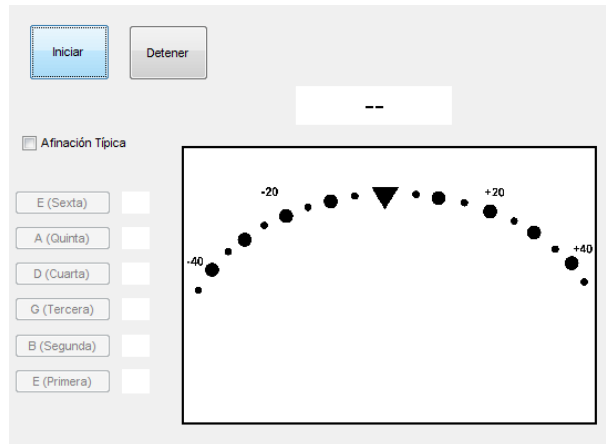 Iniciar
Detener
--
Afinación Típica
-20
+20
-40
+40
E (Sexta)
A (Quinta)
D (Cuarta)
G (Tercera)
B (Segunda)
E (Primera)